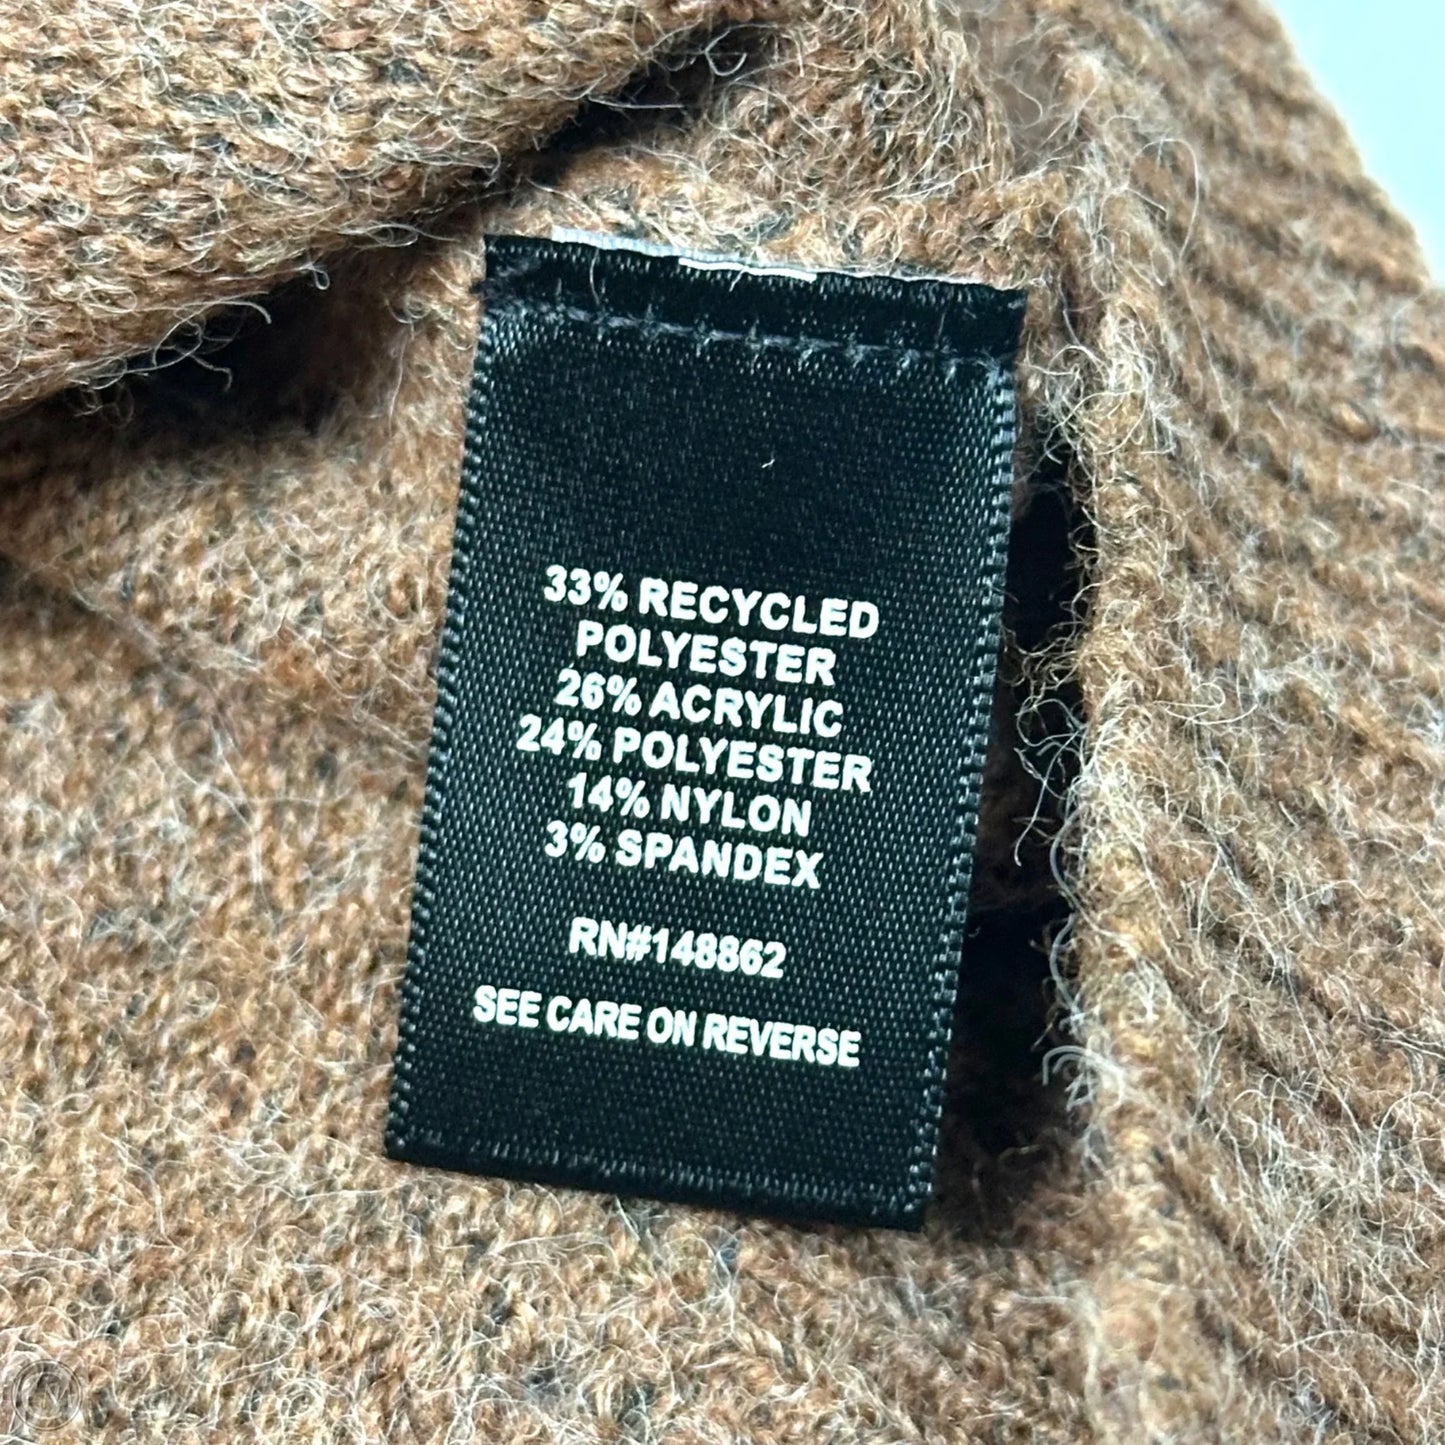 33% RECYCLED
POLYESTER
26% ACRYLIC
24% POLYESTER
14% NYLON
3% SPANDEX
RN#148862
SEE CARE ON REVERSE